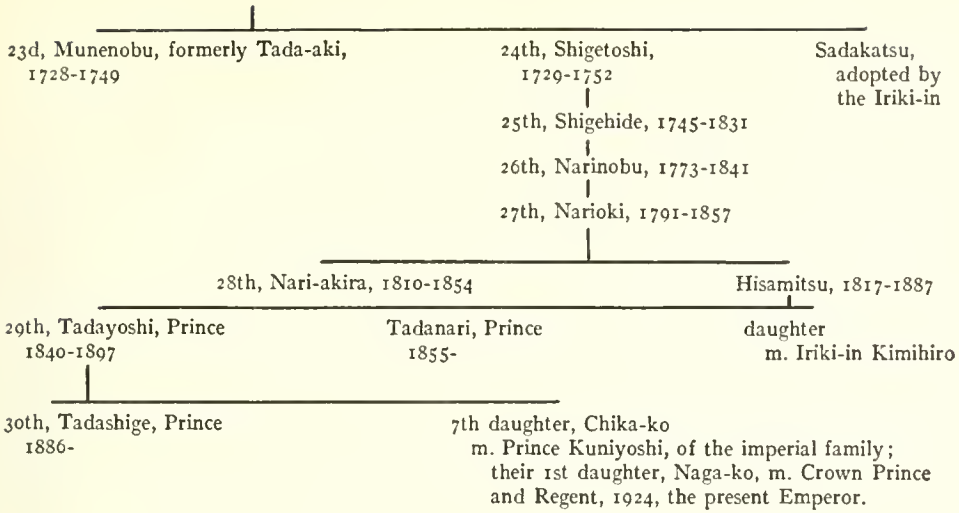 23d, Munenobu, formerly Tada-aki,
1728-1749
24th, Shigetoshi,
1729-1752
Sadakatsu,
adopted by
the Iriki-in
25th, Shigehide, 1745-1831
26th, Narinobu, 1773-1841
27th, Narioki, 1791-1857
28th, Nari-akira, 1810-1854
Hisamitsu, 1817-1887
29th, Tadayoshi, Prince
1840-1897
Tadanari, Prince
1855-
daughter
m. Iriki-in Kimihiro
30th, Tadashige, Prince
1886-
7th daughter, Chika-ko
m. Prince Kuniyoshi, of the imperial family;
their 1st daughter, Naga-ko, m. Crown Prince
and Regent, 1924, the present Emperor.